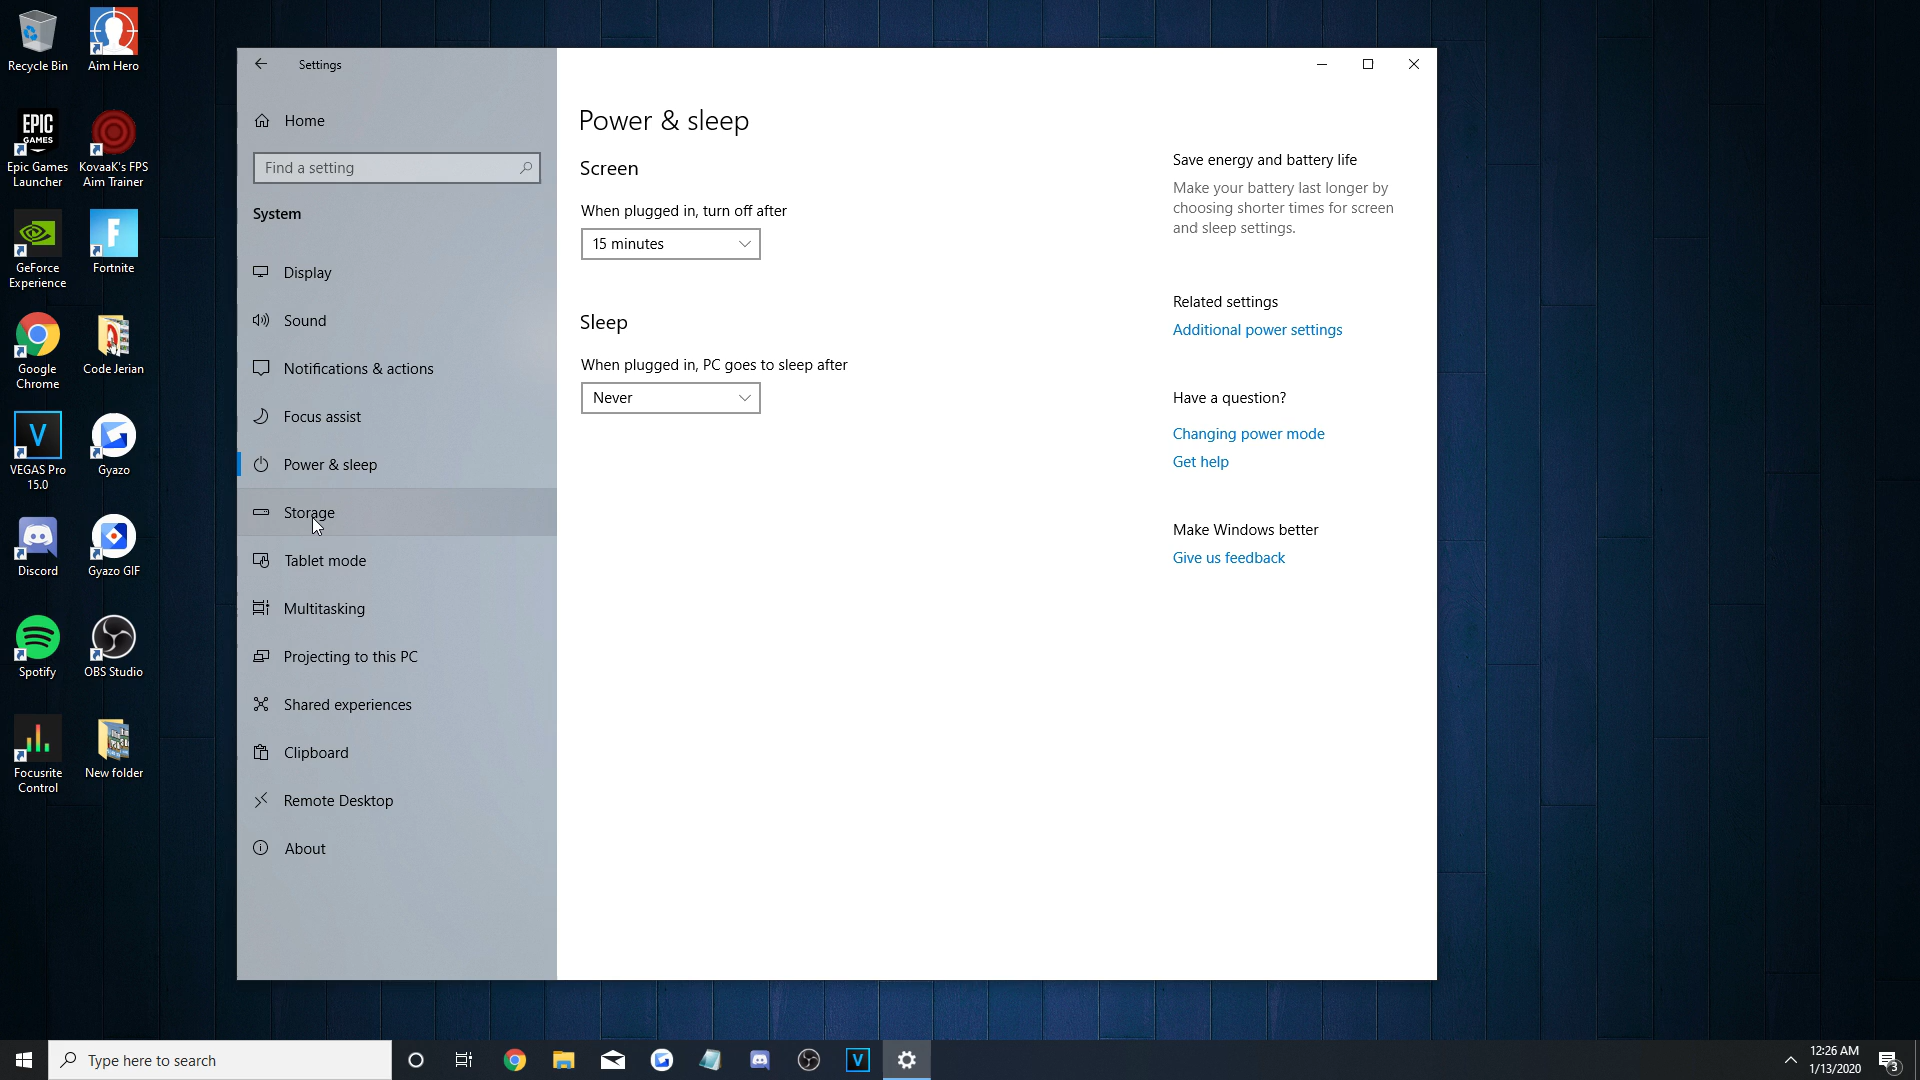 Recycle Bin
Aim Hero
EPIC
GAMES
Epic Games
Launcher
KovaaK's FPS
Aim Trainer
GeForce
Experience
Fortnite
Google
Chrome
Code Jerian
VEGAS Pro
15.0
Gyazo
Discord
Gyazo GIF
Spotify
OBS Studio
Focusrite
Control
New folder
Settings
Home
Find a setting
System
Display
Sound
Notifications & actions
Focus assist
Power & sleep
Storage
Tablet mode
Multitasking
Projecting to this PC
Shared experiences
Clipboard
Remote Desktop
About
Power & sleep
Screen
When plugged in, turn off after
15 minutes
Sleep
When plugged in, PC goes to sleep after
Never
Save energy and battery life
Make your battery last longer by
choosing shorter times for screen
and sleep settings.
Related settings
Additional power settings
Have a question?
Changing power mode
Get help
Make Windows better
Give us feedback
Type here to search
12:26 AM
1/13/2020
3